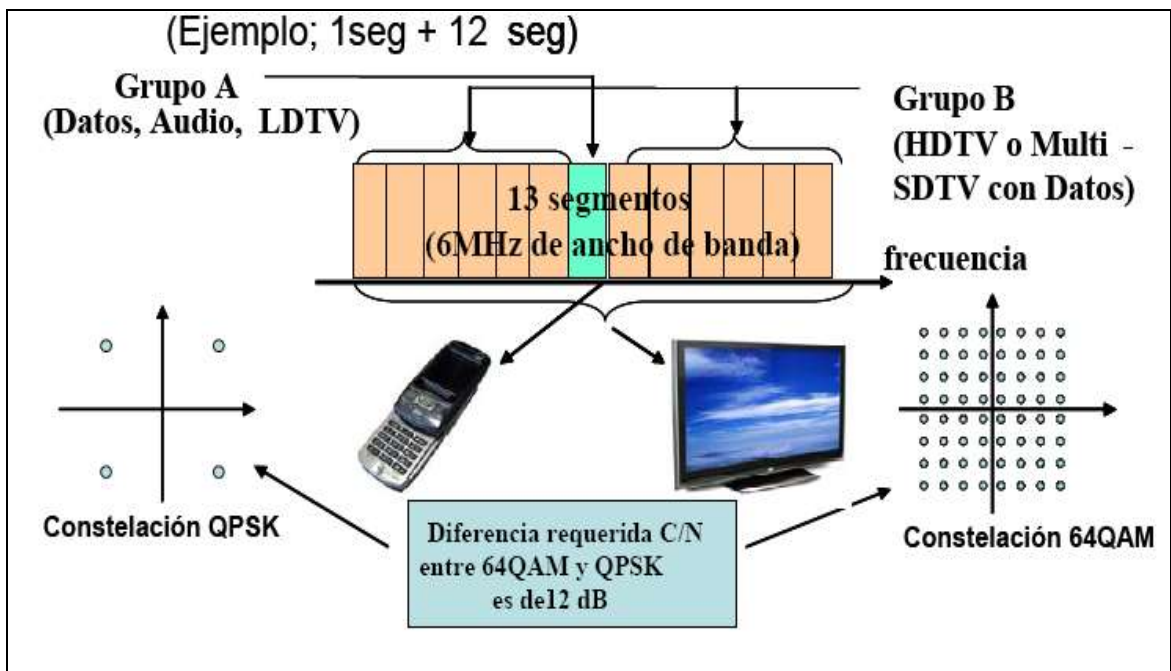 (Ejemplo; 1seg + 12 seg)
Grupo A
(Datos, Audio, LDTV)
Grupo B
(HDTV o Multi -
SDTV con Datos)
13 segmentos
(6MHz de ancho de banda)
frecuencia
Constelación QPSK
Constelación 64QAM
Diferencia requerida C/N
entre 64QAM y QPSK
es de12 dB